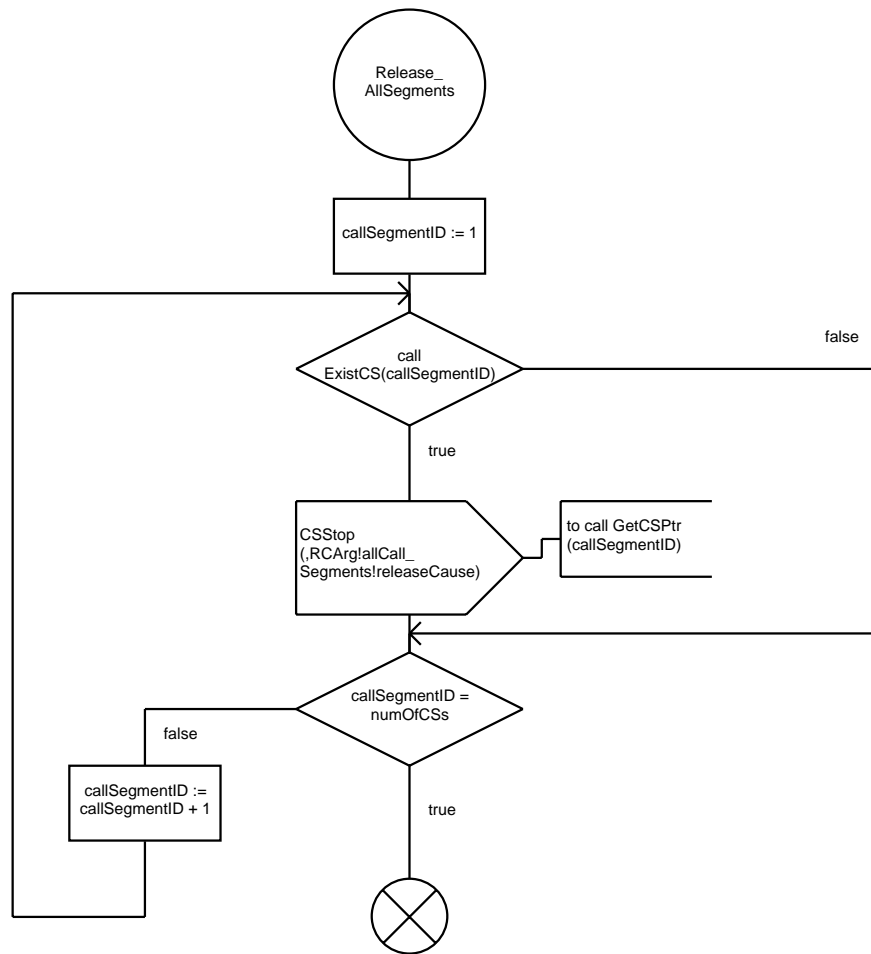 Release_
AllSegments
callSegmentID := 1
call
ExistCS(callSegmentID)
false
true
CSStop
(,RCArg!allCall_
Segments!releaseCause)
to call GetCSPtr
(callSegmentID)
callSegmentID =
numOfCSs
false
callSegmentID :=
callSegmentID + 1
true